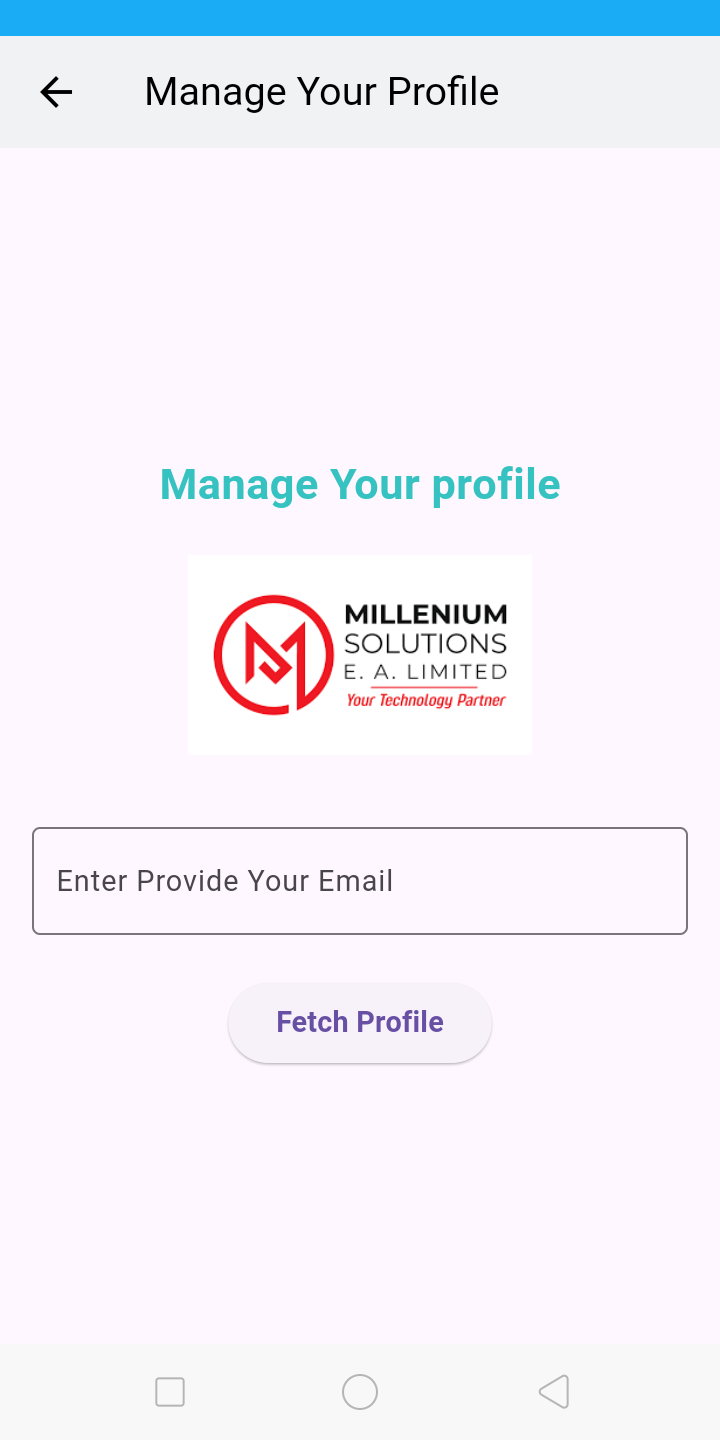 Manage Your Profile
Manage Your profile
MILLENIUM
SOLUTIONS
E. A. LIMITED
Your Technology Partner
Enter Provide Your Email
Fetch Profile